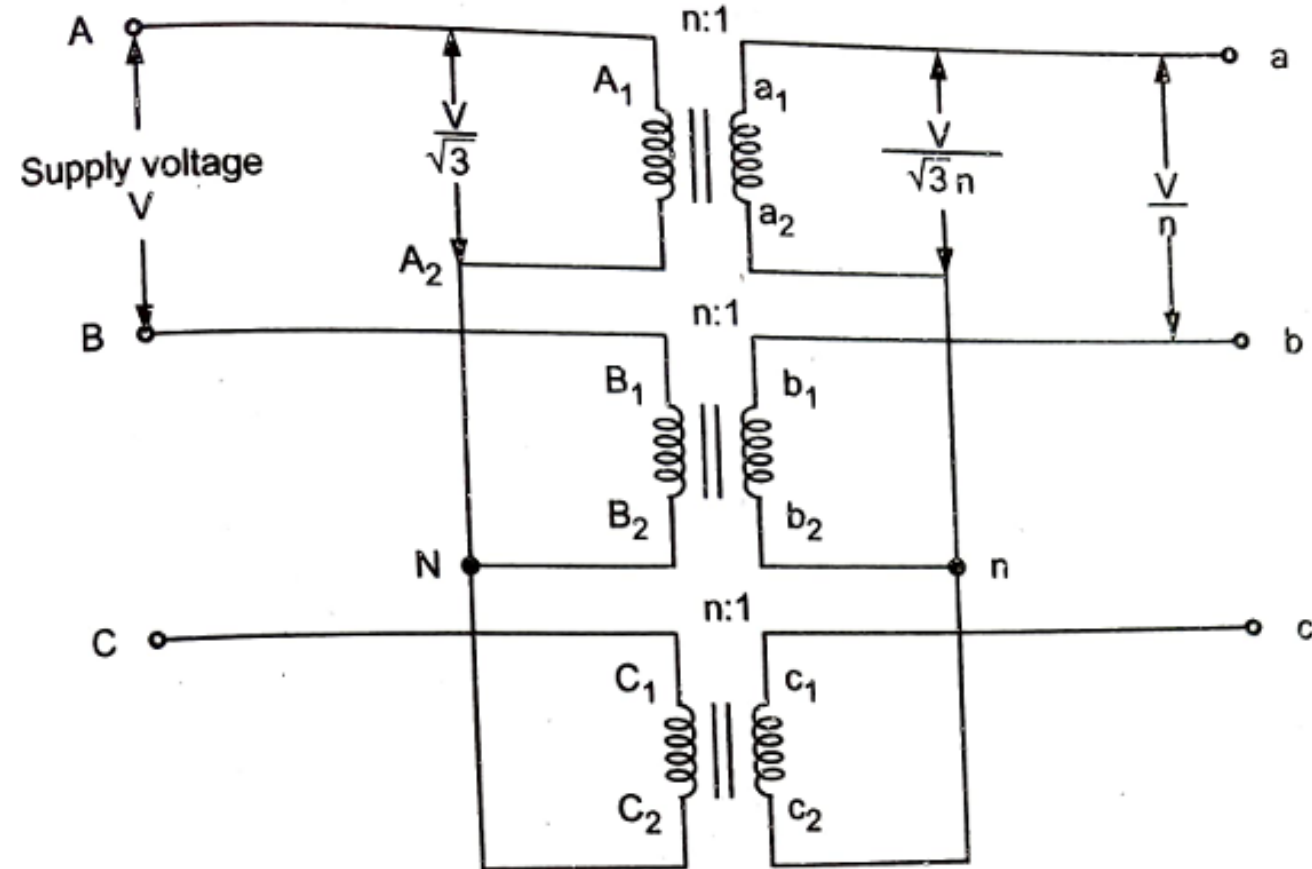 n:1
A
a
A₁
a₁
V
√3
V
√3 n
Supply voltage
V
V
n
A₂
a₂
n:1
B
b
B₁
b₁
B₂
b₂
N
n
n:1
C
c
C₁
c₁
C₂
c₂